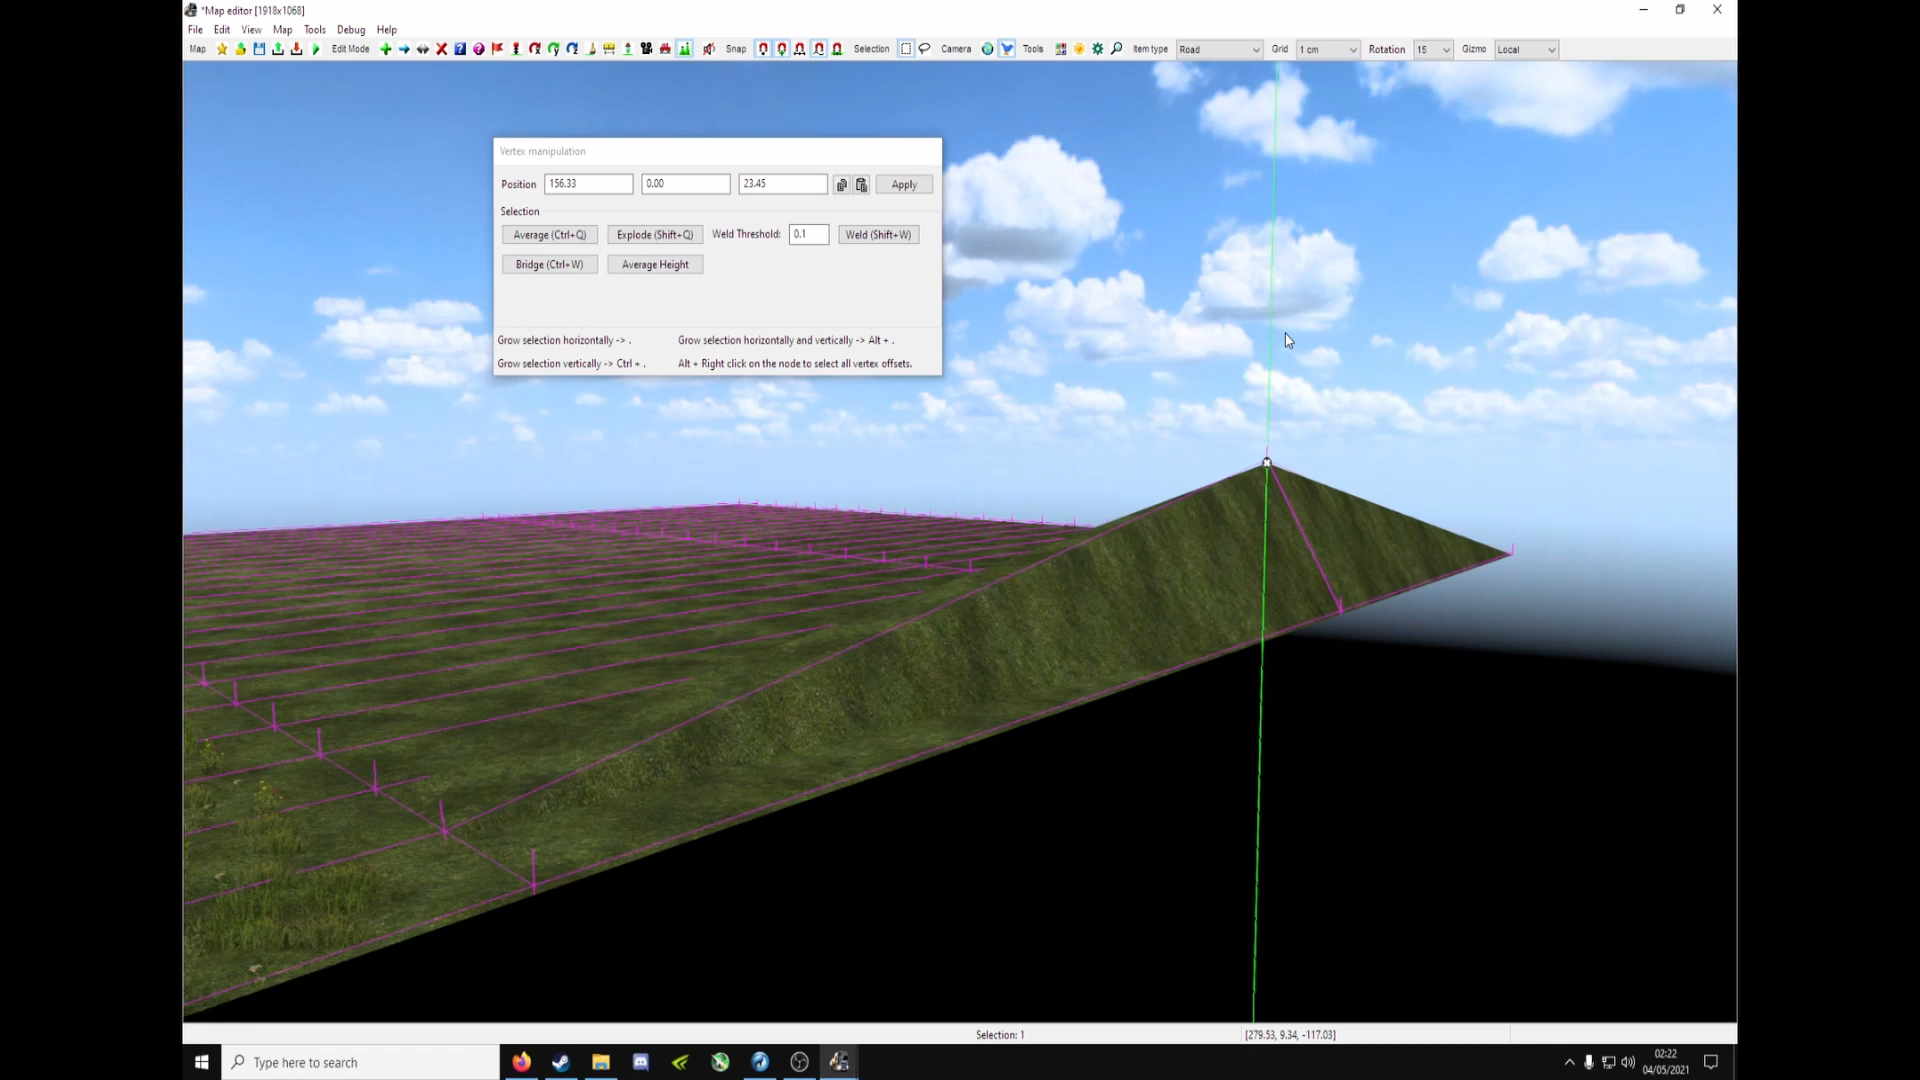 *Map editor [1918x1068]
File Edit View Map Tools Debug Help
Map Edit Mode Snap Selection Camera Tools Item type Road Grid 1 cm Rotation 15 Gizmo Local
Vertex manipulation
Position 156.33 0.00 23.45 Apply
Selection
Average (Ctrl+Q) Explode (Shift+Q) Weld Threshold: 0.1 Weld (Shift+W)
Bridge (Ctrl+W) Average Height
Grow selection horizontally -> . Grow selection horizontally and vertically -> Alt + .
Grow selection vertically -> Ctrl + . Alt + Right click on the node to select all vertex offsets.
Selection: 1 [279.53, 9.34, -117.03]
Type here to search
02:22
04/05/2021